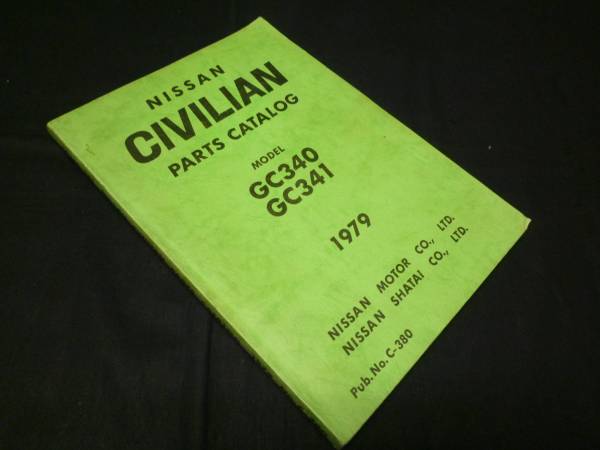 NISSAN
CIVILIAN
PARTS CATALOG
MODEL
GC340
GC341
1979
NISSAN MOTOR CO., LTD.
NISSAN SHATAI CO., LTD.
Pub. No. C-380